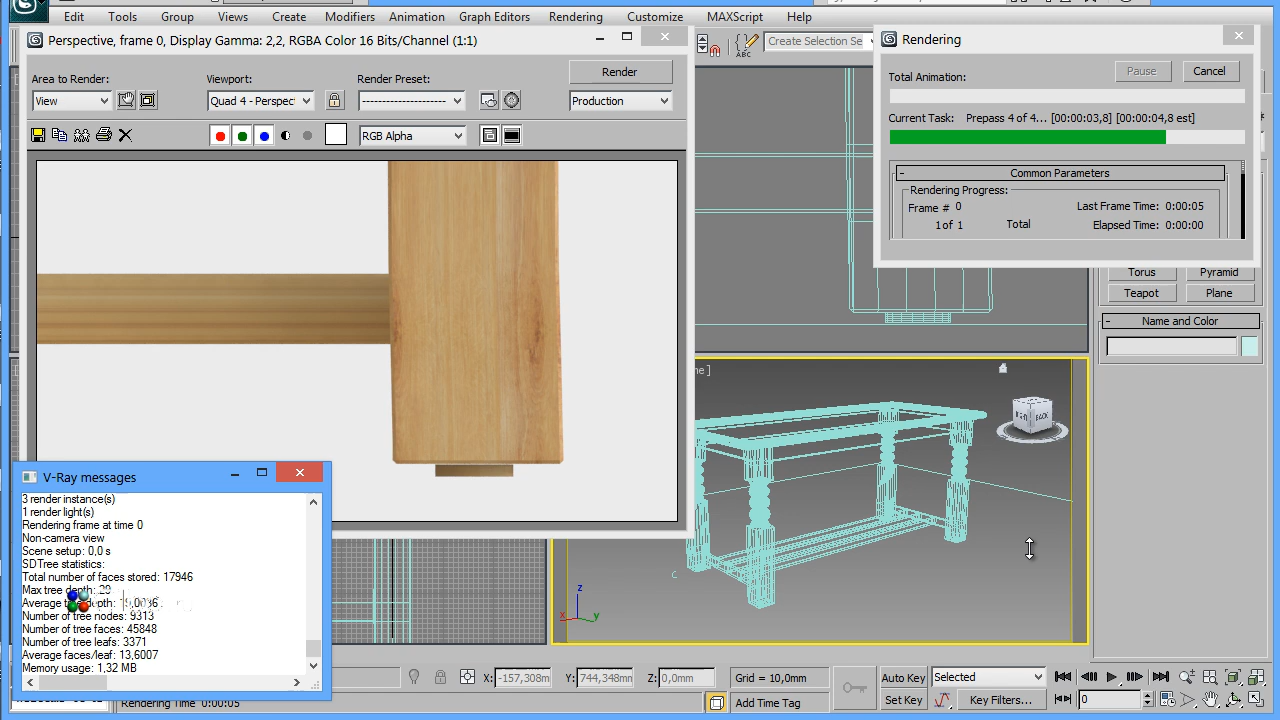 Edit Tools Group Views Create Modifiers Animation Graph Editors Rendering Customize MAXScript Help
Perspective, frame 0, Display Gamma: 2,2, RGBA Color 16 Bits/Channel (1:1)
Area to Render:
View
Viewport:
Quad 4 - Perspect
Render Preset:
--------------------
Render
Production
RGB Alpha
ABC
Create Selection Se
Rendering
Total Animation:
Pause
Cancel
Current Task: Prepass 4 of 4... [00:00:03,8] [00:00:04,8 est]
- Common Parameters
Rendering Progress:
Frame # 0 Last Frame Time: 0:00:05
1 of 1 Total Elapsed Time: 0:00:00
Torus Pyramid
Teapot Plane
- Name and Color
BACK
z
x
y
V-Ray messages
3 render instance(s)
1 render light(s)
Rendering frame at time 0
Non-camera view
Scene setup: 0,0 s
SDTree statistics:
Total number of faces stored: 17946
Max tree depth: 29
Number of tree nodes: 9313
Number of tree faces: 45848
Number of tree leafs: 3371
Average faces/leaf: 13,6007
Memory usage: 1,32 MB
Rendering Time 0:00:05
X: -157,308m Y: 744,348mm Z: 0,0mm Grid = 10,0mm
Add Time Tag
Auto Key Selected
Set Key Key Filters...
0